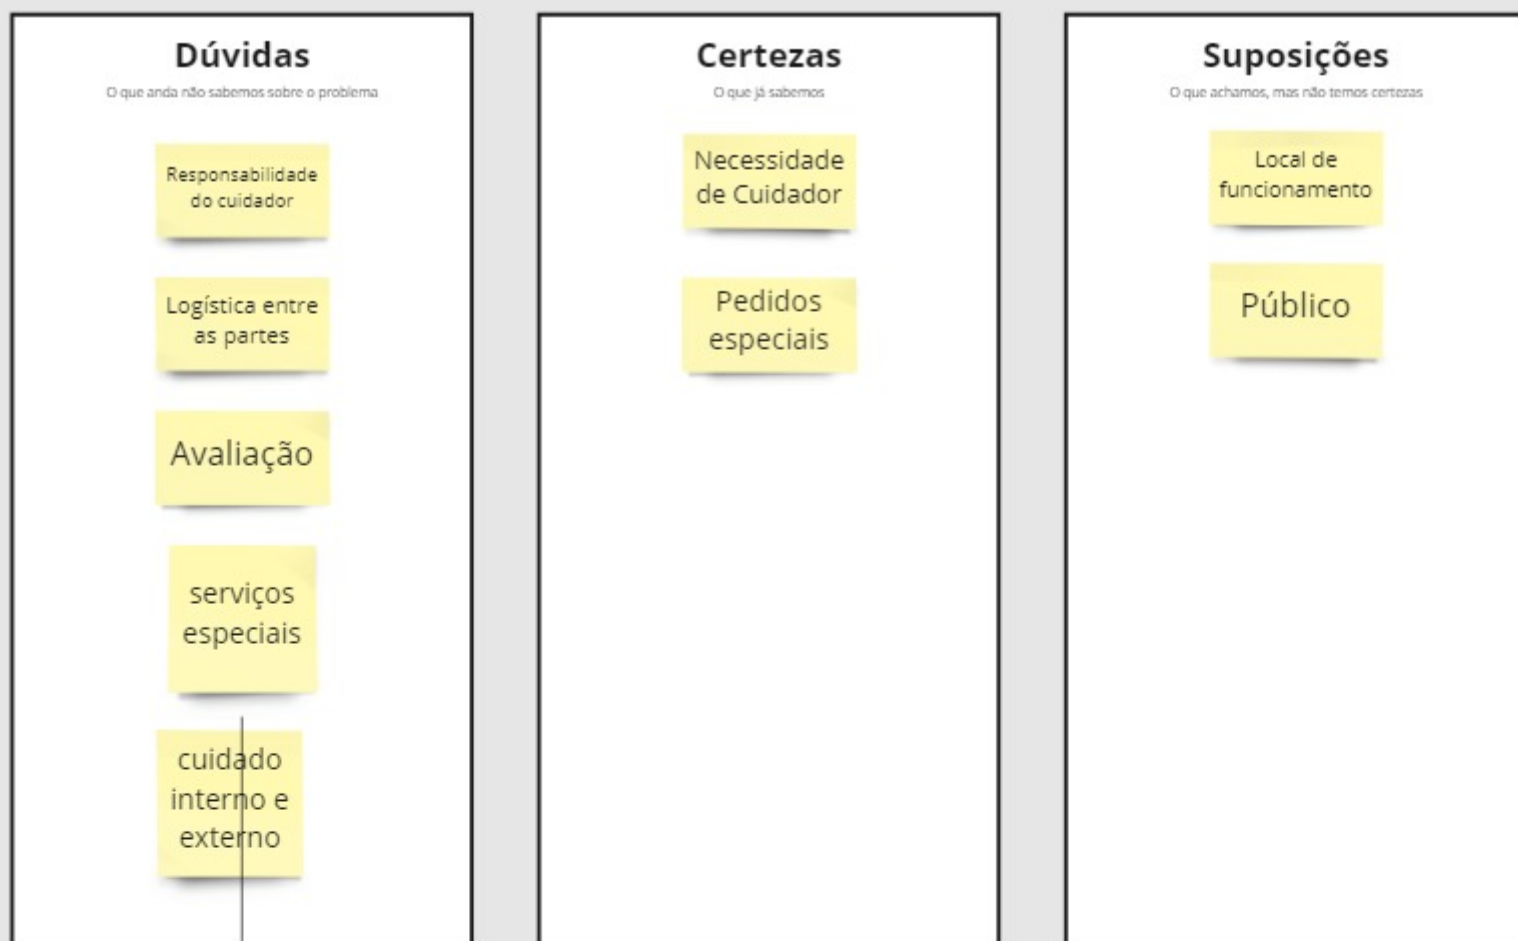 Dúvidas
O que anda não sabemos sobre o problema
Responsabilidade
do cuidador
Logística entre
as partes
Avaliação
serviços
especiais
cuidado
interno e
externo
Certezas
O que já sabemos
Necessidade
de Cuidador
Pedidos
especiais
Suposições
O que achamos, mas não temos certezas
Local de
funcionamento
Público